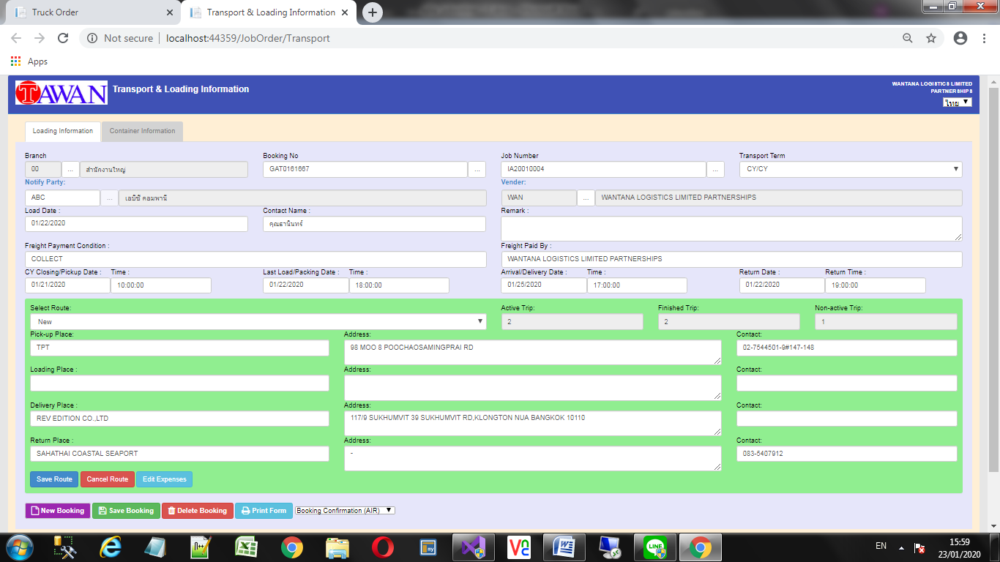 Truck Order
Transport & Loading Information
Not secure
localhost:44359/JobOrder/Transport
Apps
TAWAN
Transport & Loading Information
WANTANA LOGISTICS LIMITED
PARTNERSHIPS
ไทย
Loading Information
Container Information
Branch
Booking No
Job Number
Transport Term
00
...
สำนักงานใหญ่
GAT0161667
...
IA20010004
...
CY/CY
Notify Party:
Vender:
ABC
...
เอบีซี คอมพานี
WAN
...
WANTANA LOGISTICS LIMITED PARTNERSHIPS
Load Date :
Contact Name :
Remark :
01/22/2020
คุณธานินทร์
Freight Payment Condition :
Freight Paid By :
COLLECT
WANTANA LOGISTICS LIMITED PARTNERSHIPS
CY Closing/Pickup Date :
Time :
Last Load/Packing Date :
Time :
Arrival/Delivery Date :
Time :
Return Date :
Return Time :
01/21/2020
10:00:00
01/22/2020
18:00:00
01/25/2020
17:00:00
01/22/2020
19:00:00
Select Route:
Active Trip:
Finished Trip:
Non-active Trip:
New
2
2
1
Pick-up Place:
Address:
Contact:
TPT
98 MOO 8 POOCHAOSAMINGPRAI RD
02-7544501-9#147-148
Loading Place :
Address:
Contact:
Delivery Place :
Address:
Contact:
REV EDITION CO.,LTD
117/9 SUKHUMVIT 39 SUKHUMVIT RD,KLONGTON NUA BANGKOK 10110
Return Place :
Address:
Contact:
SAHATHAI COASTAL SEAPORT
-
083-5407912
Save Route
Cancel Route
Edit Expenses
New Booking
Save Booking
Delete Booking
Print Form
Booking Confirmation (AIR)
EN
15:59
23/01/2020